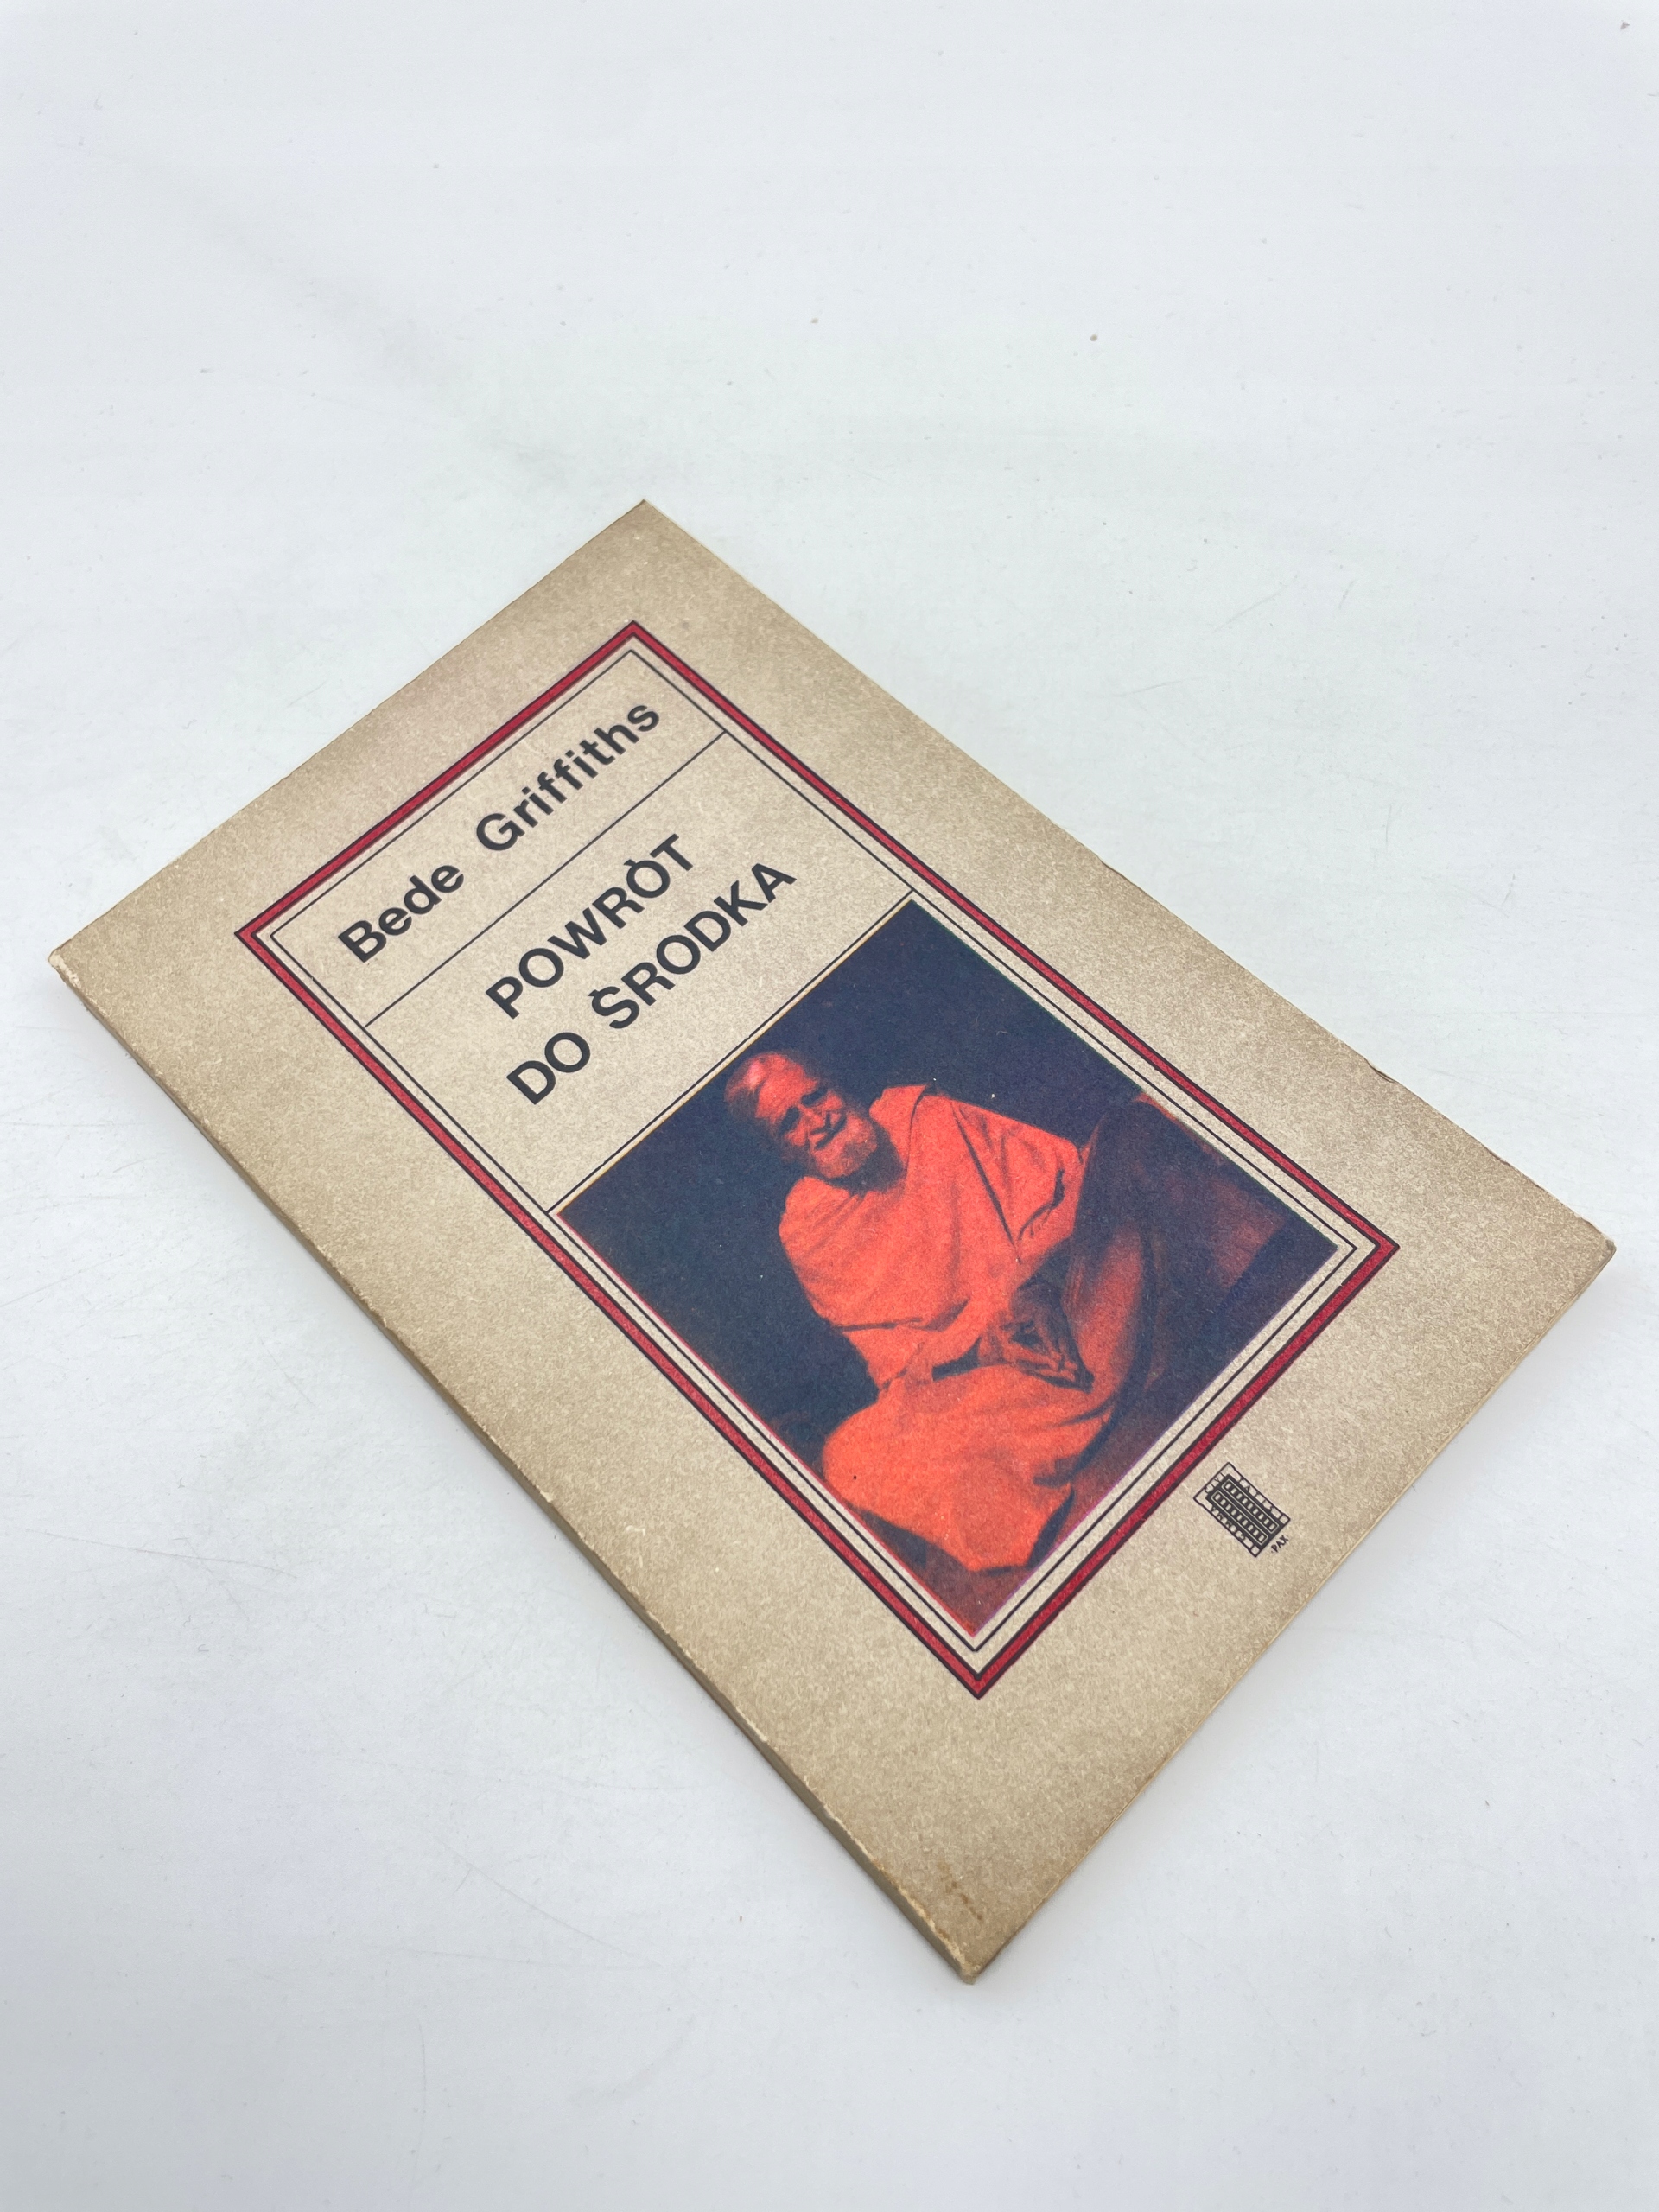 Bede Griffiths
POWRÓT
DO ŚRODKA
PAX